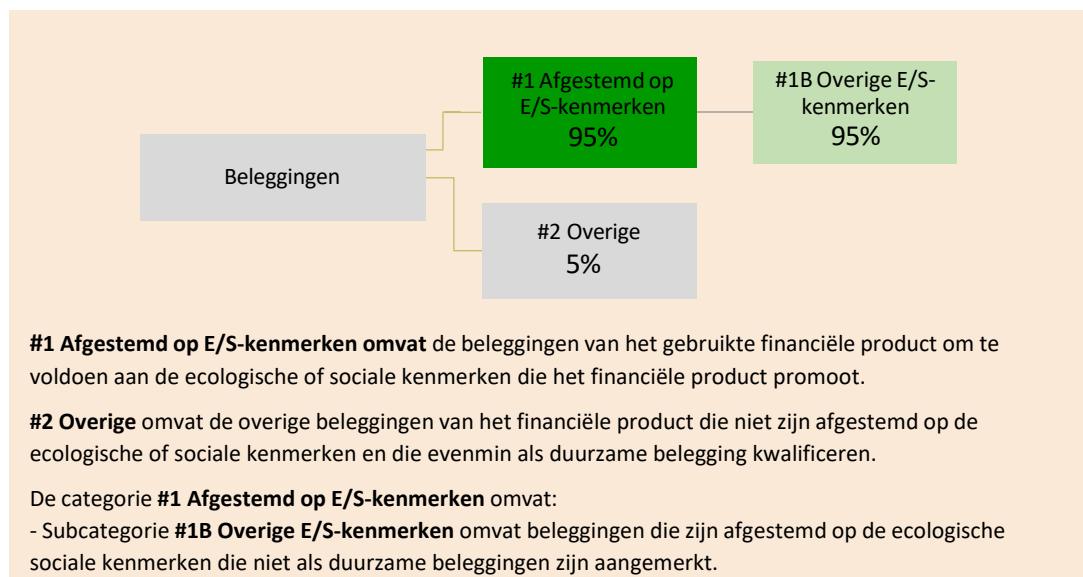 #1 Afgestemd op
E/S-kenmerken
95%
#1B Overige E/S-
kenmerken
95%
Beleggingen
#2 Overige
5%
#1 Afgestemd op E/S-kenmerken omvat de beleggingen van het gebruikte financiële product om te
voldoen aan de ecologische of sociale kenmerken die het financiële product promoot.
#2 Overige omvat de overige beleggingen van het financiële product die niet zijn afgestemd op de
ecologische of sociale kenmerken en die evenmin als duurzame belegging kwalificeren.
De categorie #1 Afgestemd op E/S-kenmerken omvat:
- Subcategorie #1B Overige E/S-kenmerken omvat beleggingen die zijn afgestemd op de ecologische
sociale kenmerken die niet als duurzame beleggingen zijn aangemerkt.